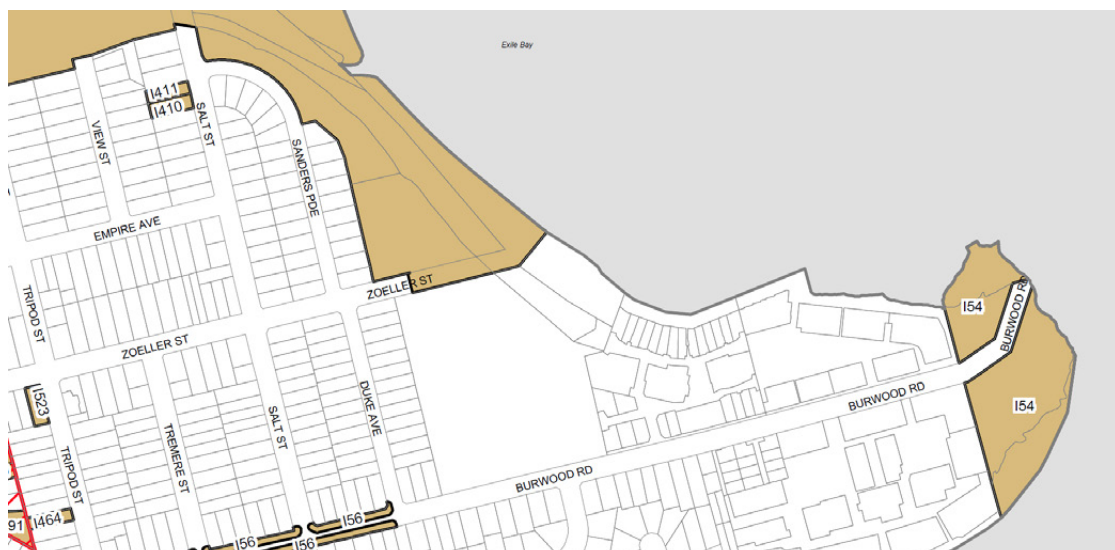 Exile Bay
I411
I410
SALT ST
VIEW ST
SANDERS PDE
EMPIRE AVE
ZOELLER ST
TRIPOD ST
ZOELLER ST
I54
BURWOOD RD
I54
BURWOOD RD
I523
DUKE AVE
SALT ST
TREMERE ST
TRIPOD ST
BURWOOD RD
I56
I56
I56
91
I464